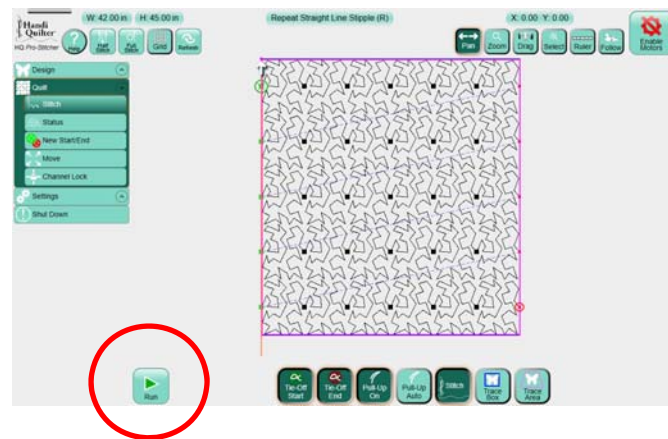 Handi Quilter
HQ Pro-Stitcher
W: 42.00 in H: 45.00 in
Repeat Straight Line Stipple (R)
X: 0.00 Y: 0.00
Help
Half Stitch
Full Stitch
Grid
Refresh
Pan
Zoom
Drag
Select
Ruler
Follow
Enable Motors
Design
Quilt
Stitch
Status
New Start/End
Move
Channel Lock
Settings
Shut Down
Run
Tie-Off Start
Tie-Off End
Pull-Up On
Pull-Up Auto
Stitch
Trace Box
Trace Area